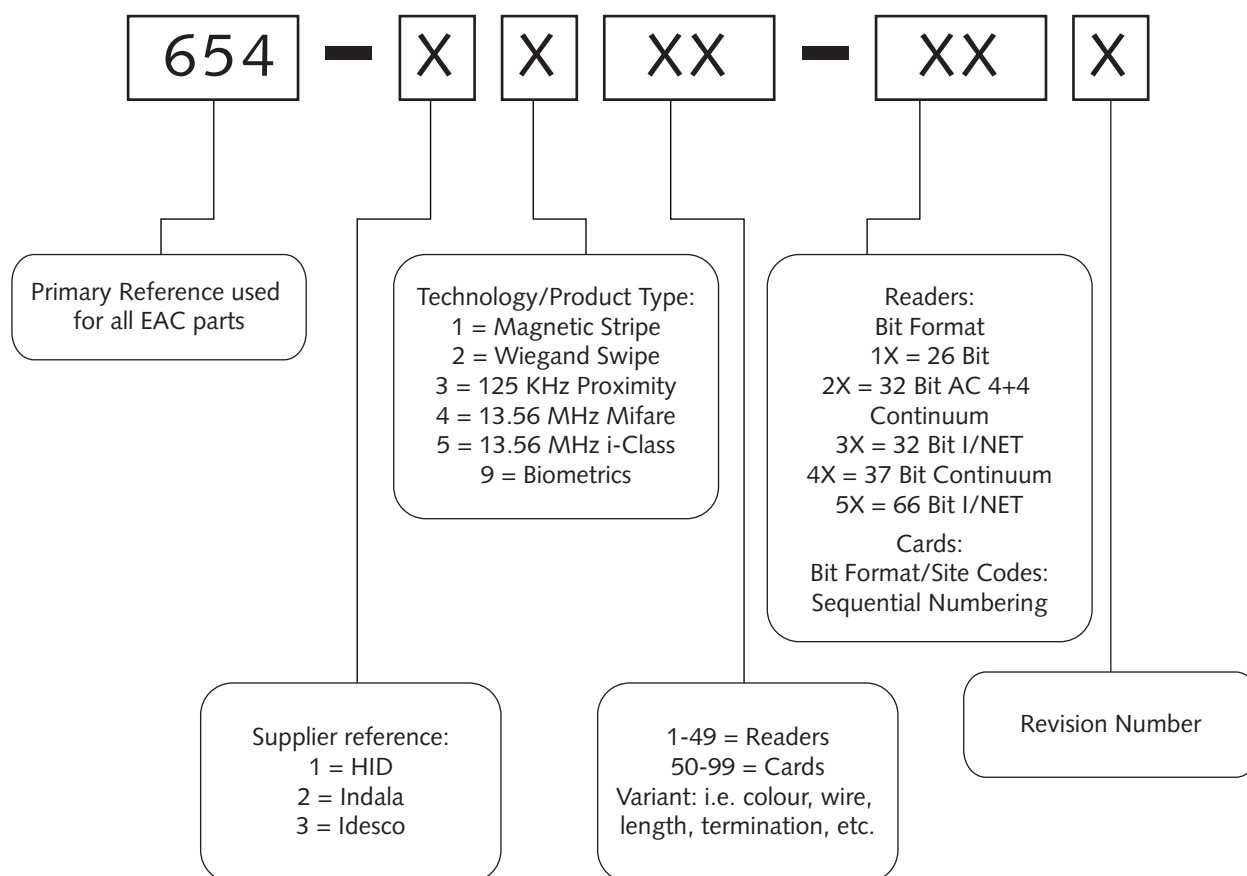 654 - X X XX - XX X
Primary Reference used
for all EAC parts
Technology/Product Type:
1 = Magnetic Stripe
2 = Wiegand Swipe
3 = 125 KHz Proximity
4 = 13.56 MHz Mifare
5 = 13.56 MHz i-Class
9 = Biometrics
Readers:
Bit Format
1X = 26 Bit
2X = 32 Bit AC 4+4
Continuum
3X = 32 Bit I/NET
4X = 37 Bit Continuum
5X = 66 Bit I/NET
Cards:
Bit Format/Site Codes:
Sequential Numbering
Supplier reference:
1 = HID
2 = Indala
3 = Idesco
1-49 = Readers
50-99 = Cards
Variant: i.e. colour, wire,
length, termination, etc.
Revision Number